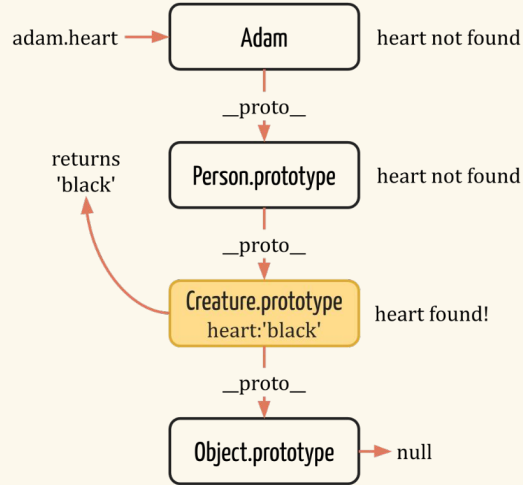 adam.heart
Adam
heart not found
__proto__
Person.prototype
heart not found
returns
'black'
__proto__
Creature.prototype
heart:'black'
heart found!
__proto__
Object.prototype
null